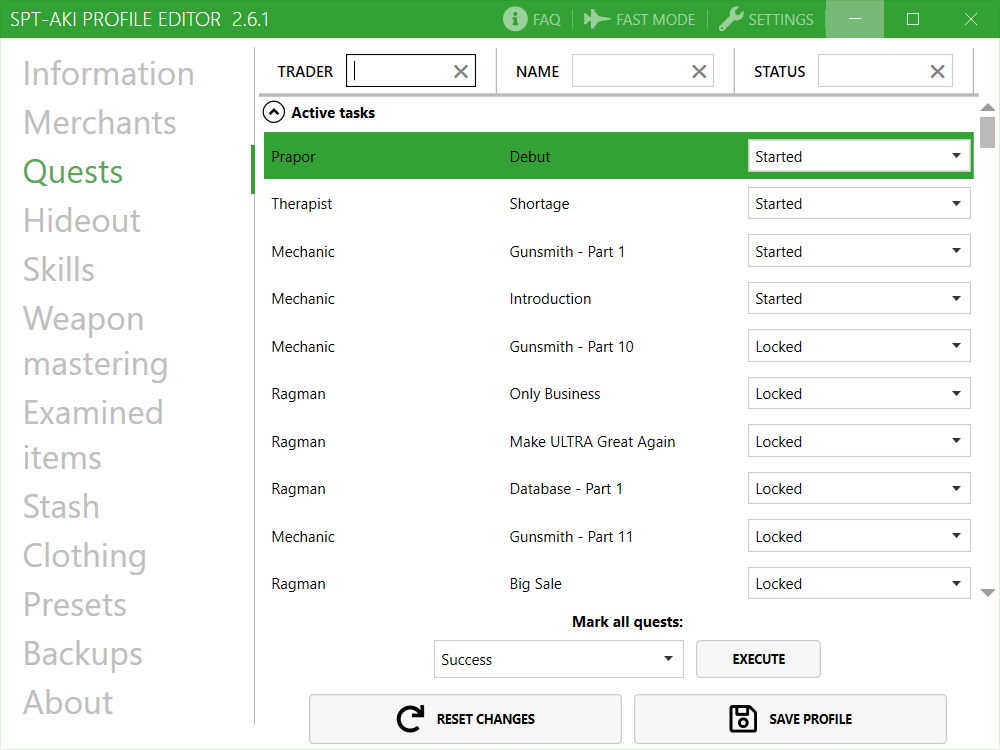 SPT-AKI PROFILE EDITOR 2.6.1
FAQ
FAST MODE
SETTINGS
Information
Merchants
Quests
Hideout
Skills
Weapon
mastering
Examined
items
Stash
Clothing
Presets
Backups
About
TRADER NAME STATUS
Active tasks
Prapor Debut Started
Therapist Shortage Started
Mechanic Gunsmith - Part 1 Started
Mechanic Introduction Started
Mechanic Gunsmith - Part 10 Locked
Ragman Only Business Locked
Ragman Make ULTRA Great Again Locked
Ragman Database - Part 1 Locked
Mechanic Gunsmith - Part 11 Locked
Ragman Big Sale Locked
Mark all quests:
Success EXECUTE
RESET CHANGES SAVE PROFILE